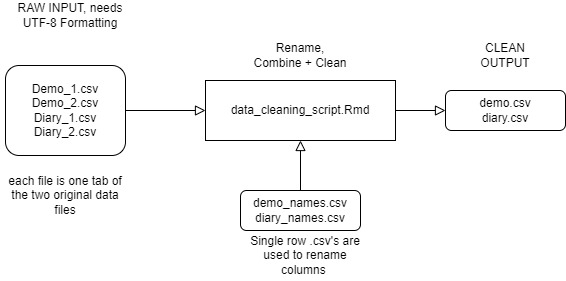 RAW INPUT, needs
UTF-8 Formatting
Demo_1.csv
Demo_2.csv
Diary_1.csv
Diary_2.csv
each file is one tab of
the two original data
files
Rename,
Combine + Clean
data_cleaning_script.Rmd
demo_names.csv
diary_names.csv
Single row .csv's are
used to rename
columns
CLEAN
OUTPUT
demo.csv
diary.csv